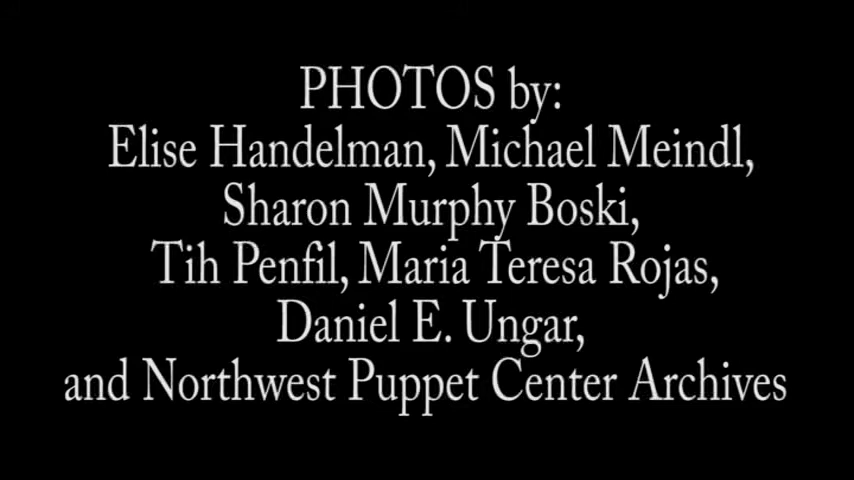 PHOTOS by:
Elise Handelman, Michael Meindl,
Sharon Murphy Boski,
Tih Penfil, Maria Teresa Rojas,
Daniel E. Ungar,
and Northwest Puppet Center Archives